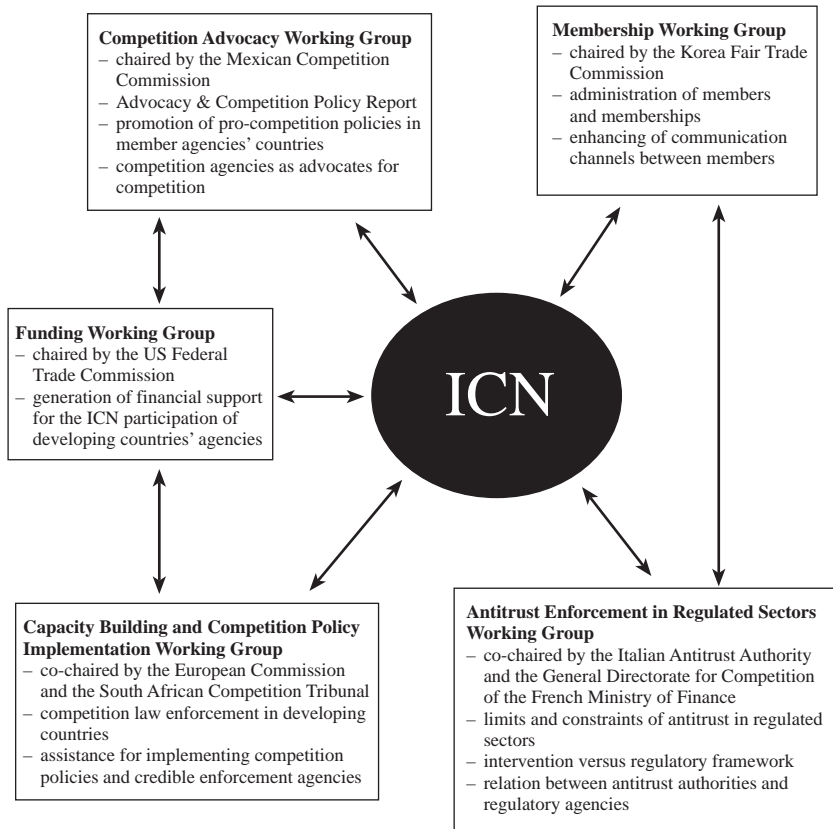 Competition Advocacy Working Group
– chaired by the Mexican Competition
Commission
– Advocacy & Competition Policy Report
– promotion of pro-competition policies in
member agencies’ countries
– competition agencies as advocates for
competition
Membership Working Group
– chaired by the Korea Fair Trade
Commission
– administration of members
and memberships
– enhancing of communication
channels between members
Funding Working Group
– chaired by the US Federal
Trade Commission
– generation of financial support
for the ICN participation of
developing countries’ agencies
ICN
Capacity Building and Competition Policy
Implementation Working Group
– co-chaired by the European Commission
and the South African Competition Tribunal
– competition law enforcement in developing
countries
– assistance for implementing competition
policies and credible enforcement agencies
Antitrust Enforcement in Regulated Sectors
Working Group
– co-chaired by the Italian Antitrust Authority
and the General Directorate for Competition
of the French Ministry of Finance
– limits and constraints of antitrust in regulated
sectors
– intervention versus regulatory framework
– relation between antitrust authorities and
regulatory agencies